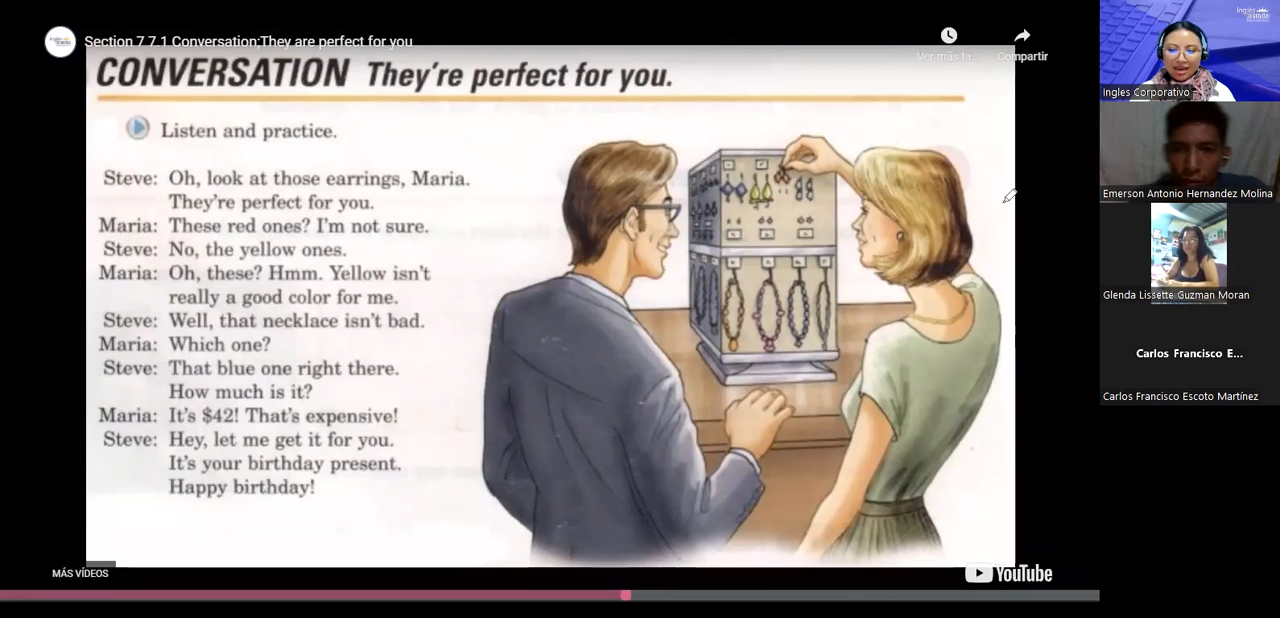 Section 7 7.1 Conversation;They are perfect for you
Ver más ta...
Compartir
CONVERSATION They're perfect for you.
Listen and practice.
Steve: Oh, look at those earrings, Maria.
They're perfect for you.
Maria: These red ones? I'm not sure.
Steve: No, the yellow ones.
Maria: Oh, these? Hmm. Yellow isn't
really a good color for me.
Steve: Well, that necklace isn't bad.
Maria: Which one?
Steve: That blue one right there.
How much is it?
Maria: It's $42! That's expensive!
Steve: Hey, let me get it for you.
It's your birthday present.
Happy birthday!
MÁS VÍDEOS
YouTube
Ingles Corporativo –
Emerson Antonio Hernandez Molina
Glenda Lissette Guzman Moran
Carlos Francisco E...
Carlos Francisco Escoto Martínez